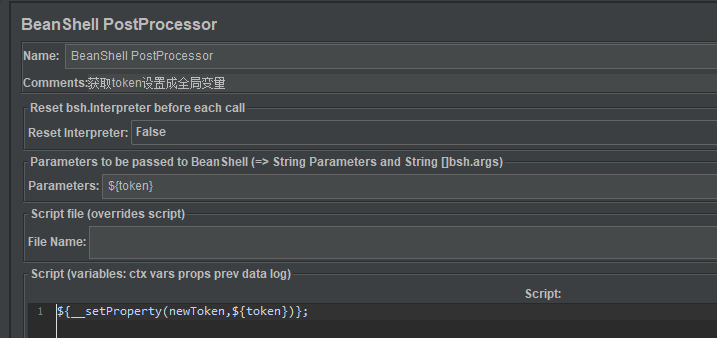 BeanShell PostProcessor
Name: BeanShell PostProcessor
Comments:获取token设置成全局变量
Reset bsh.Interpreter before each call
Reset Interpreter: False
Parameters to be passed to BeanShell (=> String Parameters and String []bsh.args)
Parameters: ${token}
Script file (overrides script)
File Name:
Script (variables: ctx vars props prev data log)
Script:
1 ${__setProperty(newToken,${token})};